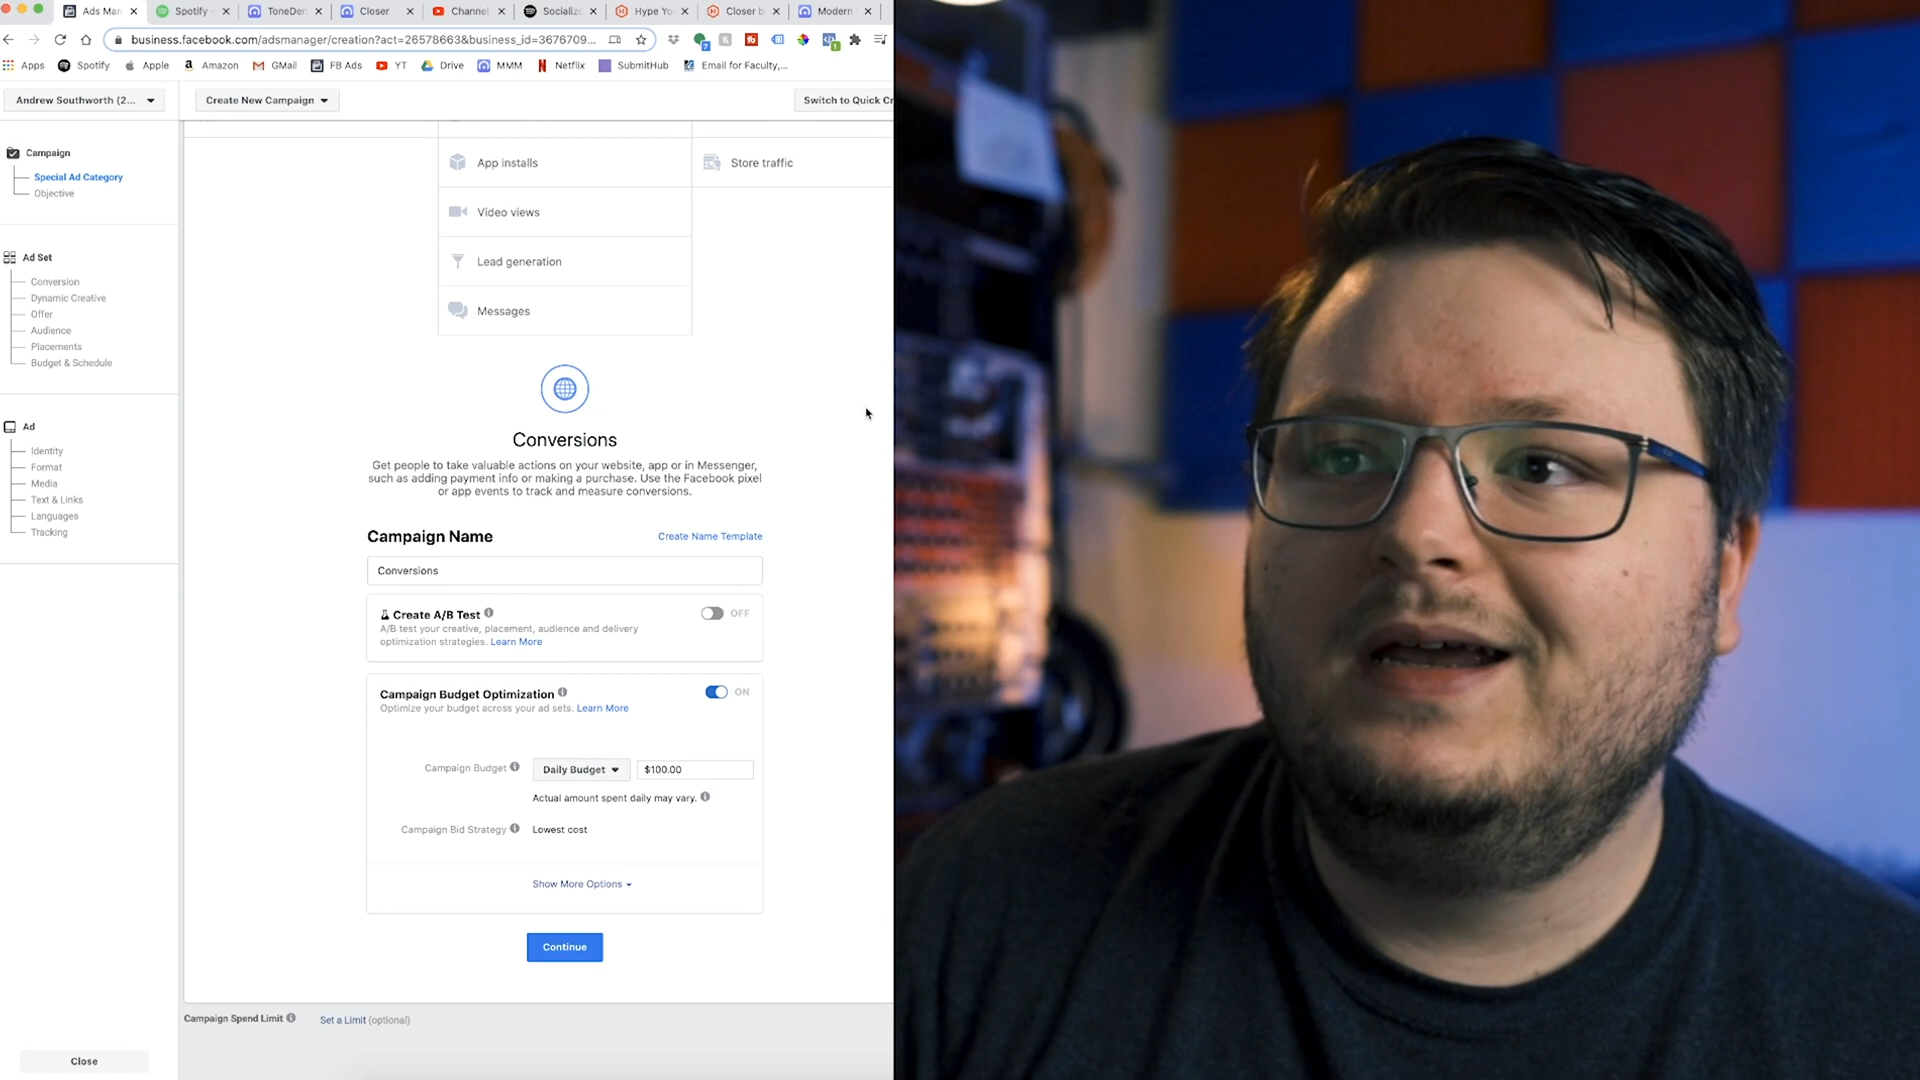 Ads Man
Spotify -
ToneDen
Closer
Channel
Socialize
Hype Yo
Closer b
Modern
business.facebook.com/adsmanager/creation?act=26578663&business_id=3676709...
Apps
Spotify
Apple
Amazon
GMail
FB Ads
YT
Drive
MMM
Netflix
SubmitHub
Email for Faculty,...
Andrew Southworth (2...
Create New Campaign
Switch to Quick Cr
Campaign
Special Ad Category
Objective
Ad Set
Conversion
Dynamic Creative
Offer
Audience
Placements
Budget & Schedule
Ad
Identity
Format
Media
Text & Links
Languages
Tracking
Close
App installs
Store traffic
Video views
Lead generation
Messages
Conversions
Get people to take valuable actions on your website, app or in Messenger,
such as adding payment info or making a purchase. Use the Facebook pixel
or app events to track and measure conversions.
Campaign Name
Create Name Template
Conversions
Create A/B Test
OFF
A/B test your creative, placement, audience and delivery
optimization strategies. Learn More
Campaign Budget Optimization
ON
Optimize your budget across your ad sets. Learn More
Campaign Budget
Daily Budget
$100.00
Actual amount spent daily may vary.
Campaign Bid Strategy
Lowest cost
Show More Options
Continue
Campaign Spend Limit
Set a Limit (optional)